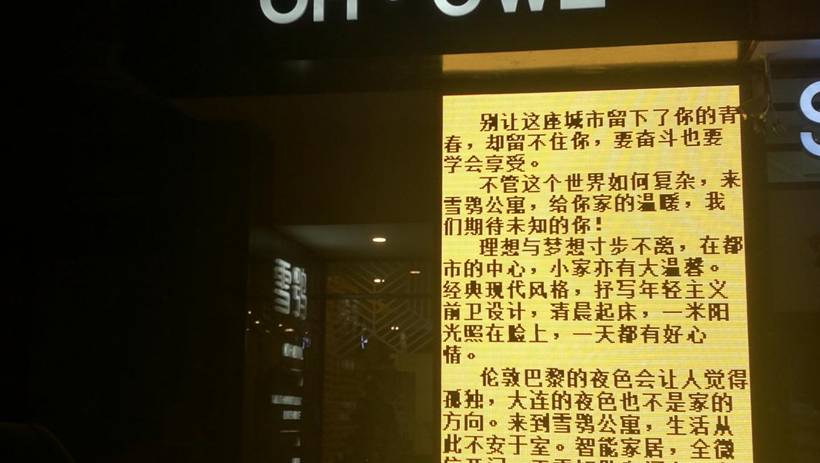 别让这座城市留下了你的青
春，却留不住你，要奋斗也要
学会享受。
不管这个世界如何复杂，来
雪鹗公寓，给你家的温暖，我
们期待未知的你！
理想与梦想寸步不离，在都
市的中心，小家亦有大温馨。
经典现代风格，抒写年轻主义
前卫设计，清晨起床，一米阳
光照在脸上，一天都有好心
情。
伦敦巴黎的夜色会让人觉得
孤独，大连的夜色也不是家的
方向。来到雪鹗公寓，生活从
此不安于室。智能家居，全微
雪鹗